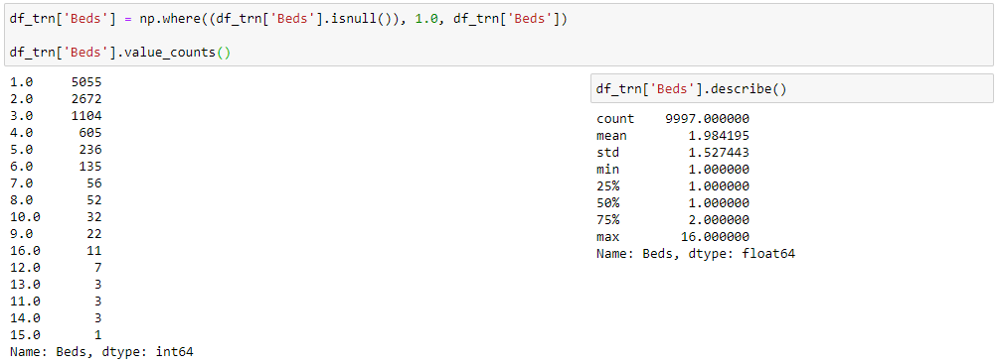 df_trn['Beds'] = np.where((df_trn['Beds'].isnull()), 1.0, df_trn['Beds'])
df_trn['Beds'].value_counts()
1.0     5055
2.0     2672
3.0     1104
4.0      605
5.0      236
6.0      135
7.0       56
8.0       52
10.0      32
9.0       22
16.0      11
12.0       7
13.0       3
11.0       3
14.0       3
15.0       1
Name: Beds, dtype: int64
df_trn['Beds'].describe()
count    9997.000000
mean        1.984195
std         1.527443
min         1.000000
25%         1.000000
50%         1.000000
75%         2.000000
max        16.000000
Name: Beds, dtype: float64